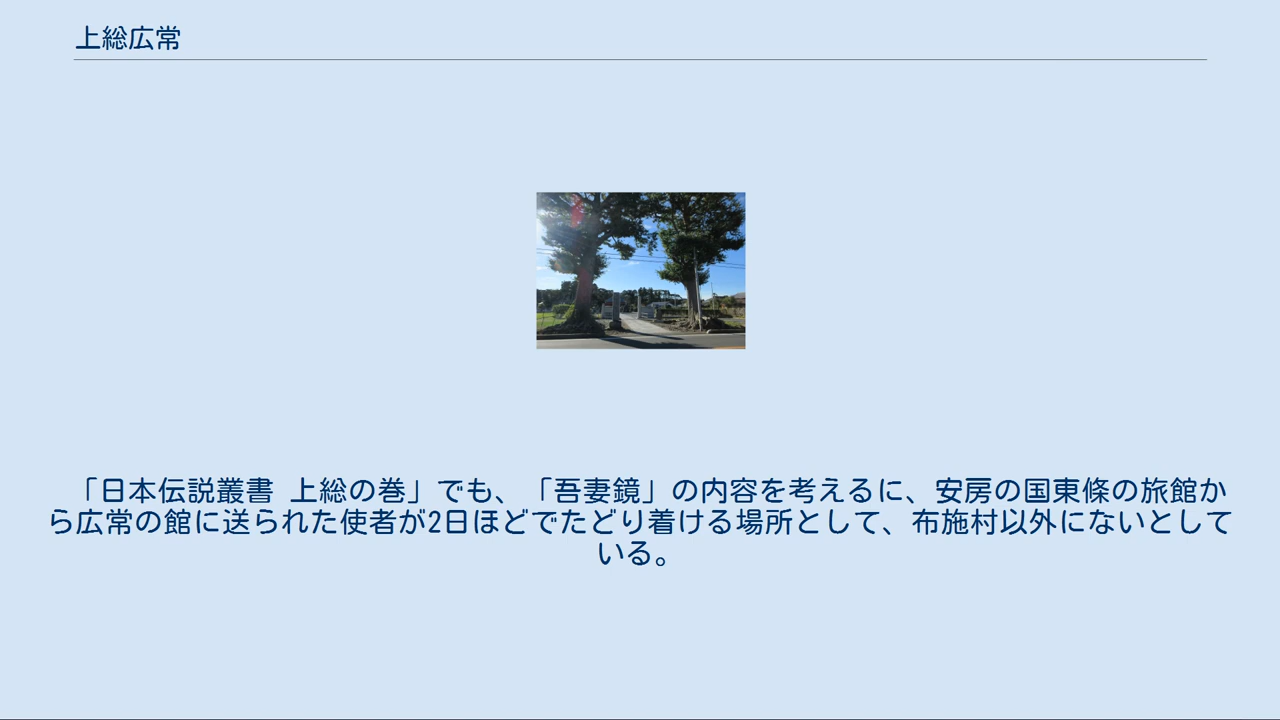 上総広常
「日本伝説叢書 上総の巻」でも、「吾妻鏡」の内容を考えるに、安房の国東條の旅館か
ら広常の館に送られた使者が2日ほどでたどり着ける場所として、布施村以外にないとして
いる。